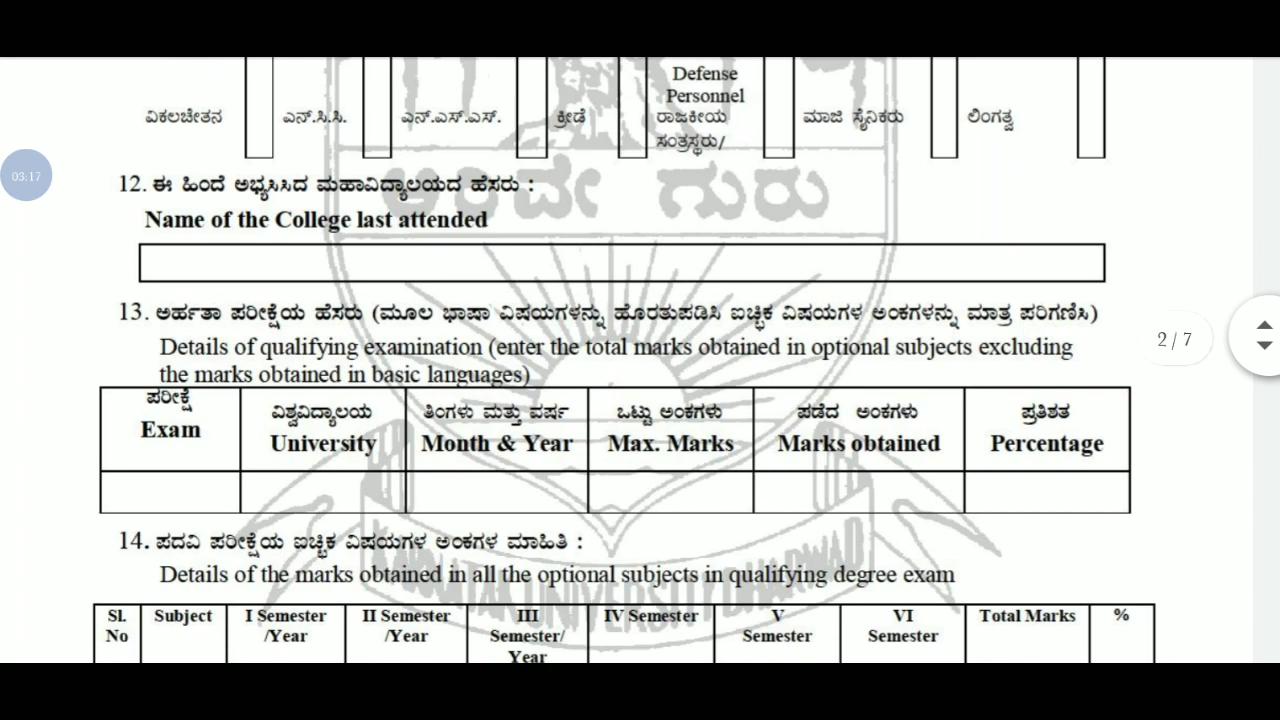 Defense
Personnel
ವಿಕಲಚೇತನ ಎನ್.ಸಿ.ಸಿ. ಎನ್.ಎಸ್.ಎಸ್. ಕ್ರೀಡೆ ರಾಜಕೀಯ ಮಾಜಿ ಸೈನಿಕರು ಲಿಂಗತ್ವ
ಸಂತ್ರಸ್ಥರು/
03:17
12. ಈ ಹಿಂದೆ ಅಭ್ಯಸಿಸಿದ ಮಹಾವಿದ್ಯಾಲಯದ ಹೆಸರು :
ಅರಿವೇ ಗುರು
Name of the College last attended
13. ಅರ್ಹತಾ ಪರೀಕ್ಷೆಯ ಹೆಸರು (ಮೂಲ ಭಾಷಾ ವಿಷಯಗಳನ್ನು ಹೊರತುಪಡಿಸಿ ಐಚ್ಛಿಕ ವಿಷಯಗಳ ಅಂಕಗಳನ್ನು ಮಾತ್ರ ಪರಿಗಣಿಸಿ)
2 / 7
Details of qualifying examination (enter the total marks obtained in optional subjects excluding
the marks obtained in basic languages)
ಪರೀಕ್ಷೆ ವಿಶ್ವವಿದ್ಯಾಲಯ ತಿಂಗಳು ಮತ್ತು ವರ್ಷ ಒಟ್ಟು ಅಂಕಗಳು ಪಡೆದ ಅಂಕಗಳು ಪ್ರತಿಶತ
Exam University Month & Year Max. Marks Marks obtained Percentage
14. ಪದವಿ ಪರೀಕ್ಷೆಯ ಐಚ್ಛಿಕ ವಿಷಯಗಳ ಅಂಕಗಳ ಮಾಹಿತಿ :
KARNATAK UNIVERSITY DHARWAD
Details of the marks obtained in all the optional subjects in qualifying degree exam
Sl. Subject I Semester II Semester III IV Semester V VI Total Marks %
No /Year /Year Semester/ Semester Semester
Year